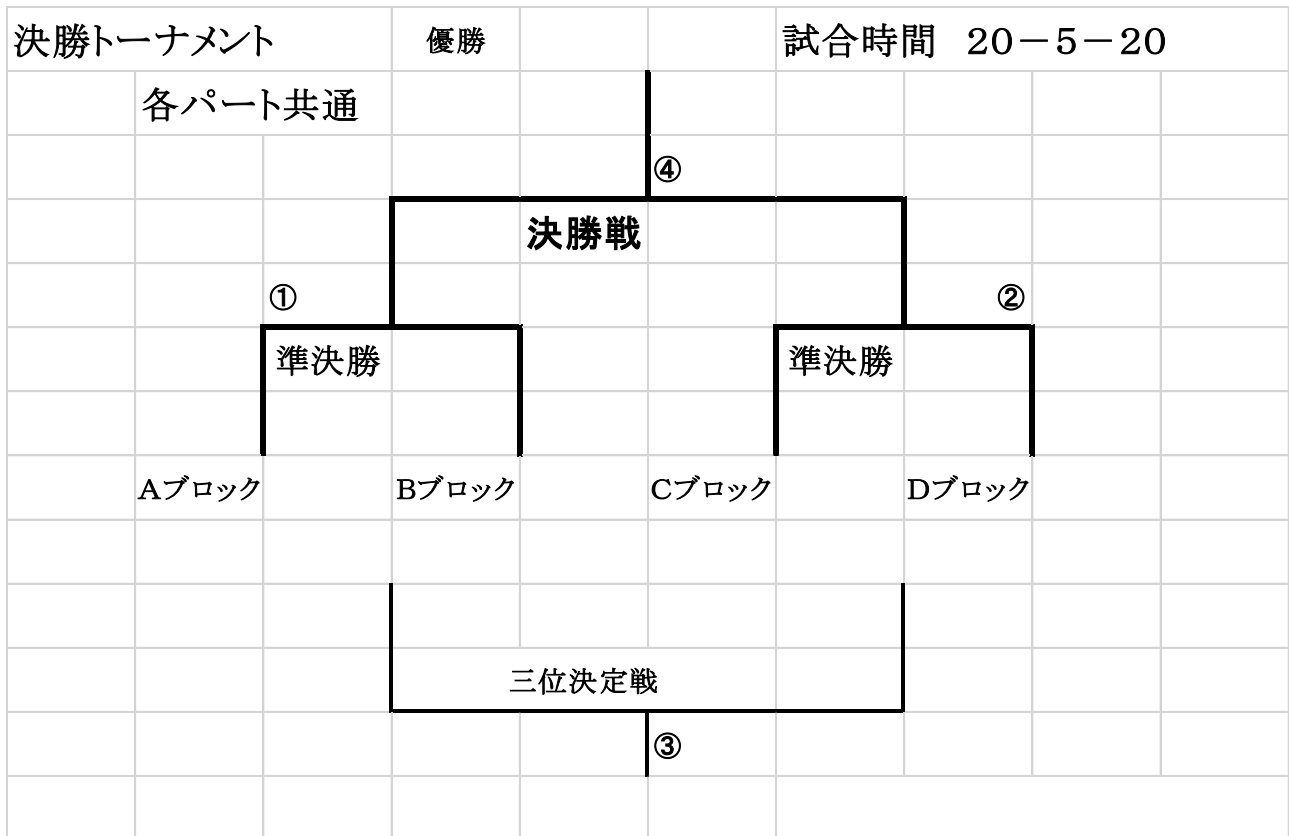 決勝トーナメント 優勝 試合時間 20－5－20
各パート共通
④
決勝戦
① ②
準決勝 準決勝
Aブロック Bブロック Cブロック Dブロック
三位決定戦
③